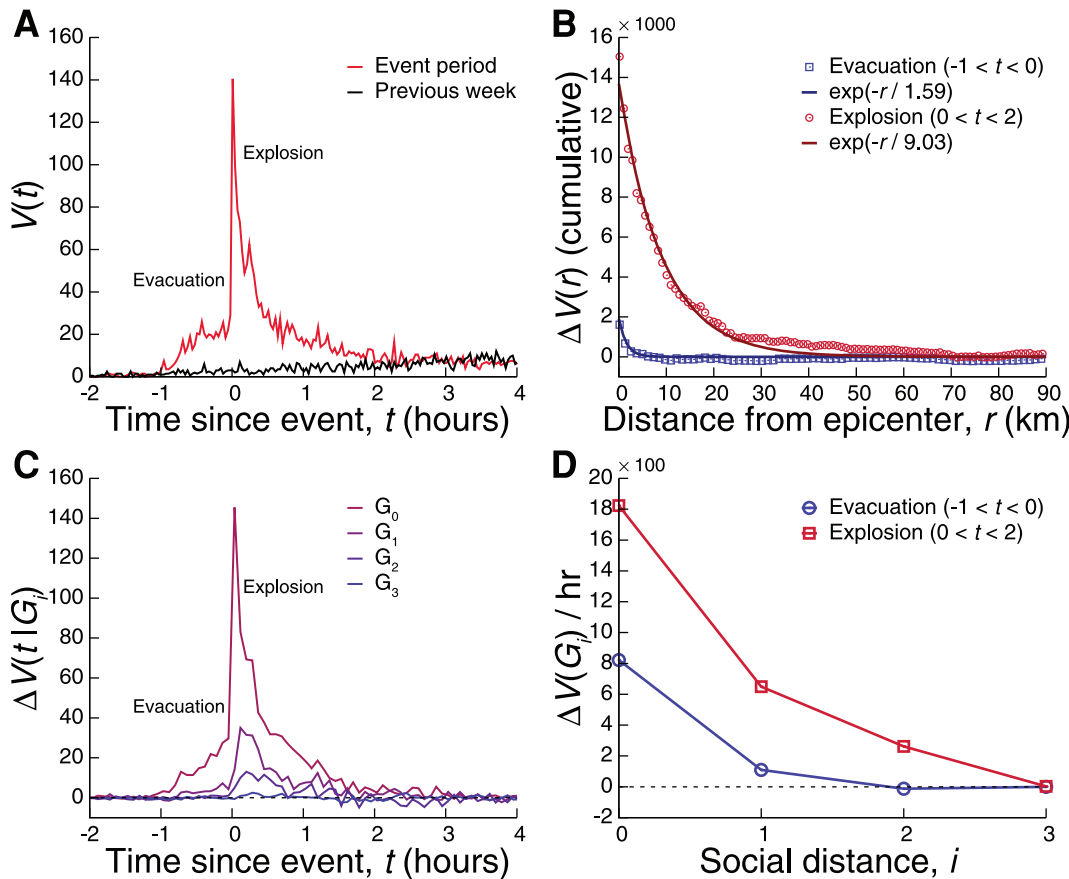 A
160
140
120
100
80
60
40
20
0
V(t)
Event period
Previous week
Explosion
Evacuation
-2 -1 0 1 2 3 4
Time since event, t (hours)
B
× 1000
16
14
12
10
8
6
4
2
0
ΔV(r) (cumulative)
Evacuation (-1 < t < 0)
exp(-r / 1.59)
Explosion (0 < t < 2)
exp(-r / 9.03)
0 10 20 30 40 50 60 70 80 90
Distance from epicenter, r (km)
C
160
140
120
100
80
60
40
20
0
ΔV(t | Gᵢ)
G₀
G₁
G₂
G₃
Explosion
Evacuation
-2 -1 0 1 2 3 4
Time since event, t (hours)
D
× 100
20
18
16
14
12
10
8
6
4
2
0
ΔV(Gᵢ) / hr
Evacuation (-1 < t < 0)
Explosion (0 < t < 2)
0 1 2 3
Social distance, i